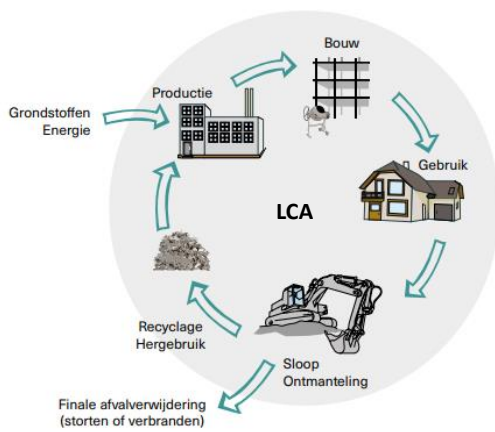 Bouw
Productie
Grondstoffen
Energie
Gebruik
LCA
Recyclage
Hergebruik
Sloop
Ontmanteling
Finale afvalverwijdering
(storten of verbranden)